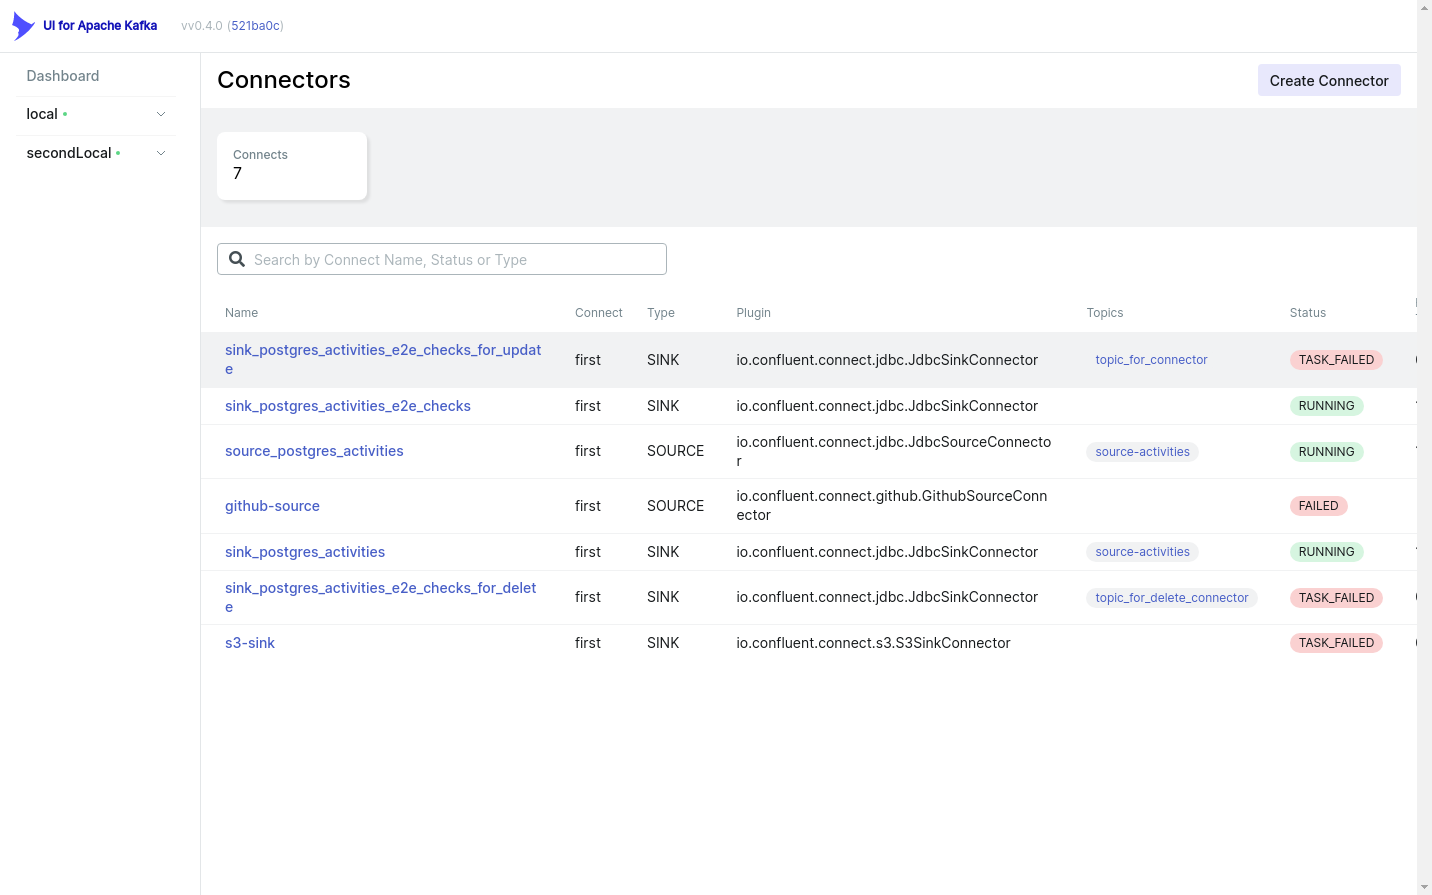 UI for Apache Kafka
vv0.4.0 (521ba0c)
Dashboard
local
secondLocal
Connectors
Create Connector
Connects
7
Search by Connect Name, Status or Type
Name Connect Type Plugin Topics Status
sink_postgres_activities_e2e_checks_for_updat
e
first SINK io.confluent.connect.jdbc.JdbcSinkConnector topic_for_connector TASK_FAILED
sink_postgres_activities_e2e_checks first SINK io.confluent.connect.jdbc.JdbcSinkConnector RUNNING
source_postgres_activities first SOURCE
io.confluent.connect.jdbc.JdbcSourceConnecto
r
source-activities RUNNING
github-source first SOURCE
io.confluent.connect.github.GithubSourceConn
ector
FAILED
sink_postgres_activities first SINK io.confluent.connect.jdbc.JdbcSinkConnector source-activities RUNNING
sink_postgres_activities_e2e_checks_for_delet
e
first SINK io.confluent.connect.jdbc.JdbcSinkConnector topic_for_delete_connector TASK_FAILED
s3-sink first SINK io.confluent.connect.s3.S3SinkConnector TASK_FAILED